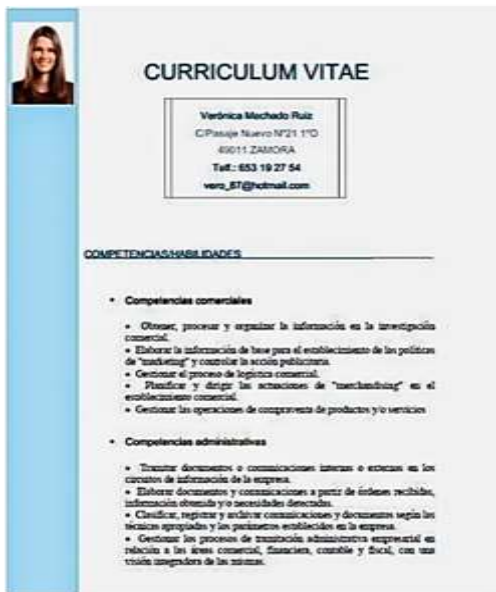 CURRICULUM VITAE
Verónica Machado Ruiz
C/Pasaje Nuevo Nº21 1ºD
49011 ZAMORA
Telf.: 653 19 27 54
vero_87@hotmail.com
COMPETENCIAS/HABILIDADES
• Competencias comerciales
• Obtener, procesar y organizar la información en la investigación
comercial.
• Elaborar la información de base para el establecimiento de las políticas
de "marketing" y controlar la acción publicitaria.
• Gestionar el proceso de logística comercial.
• Planificar y dirigir las actuaciones de "merchandising" en el
establecimiento comercial.
• Gestionar las operaciones de compraventa de productos y/o servicios
• Competencias administrativas
• Tramitar documentos o comunicaciones internas o externas en los
circuitos de información de la empresa.
• Elaborar documentos y comunicaciones a partir de órdenes recibidas,
información obtenida y/o necesidades detectadas.
• Clasificar, registrar y archivar comunicaciones y documentos según las
técnicas apropiadas y los parámetros establecidos en la empresa.
• Gestionar los procesos de tramitación administrativa empresarial en
relación a las áreas comercial, financiera, contable y fiscal, con una
visión integradora de las mismas.